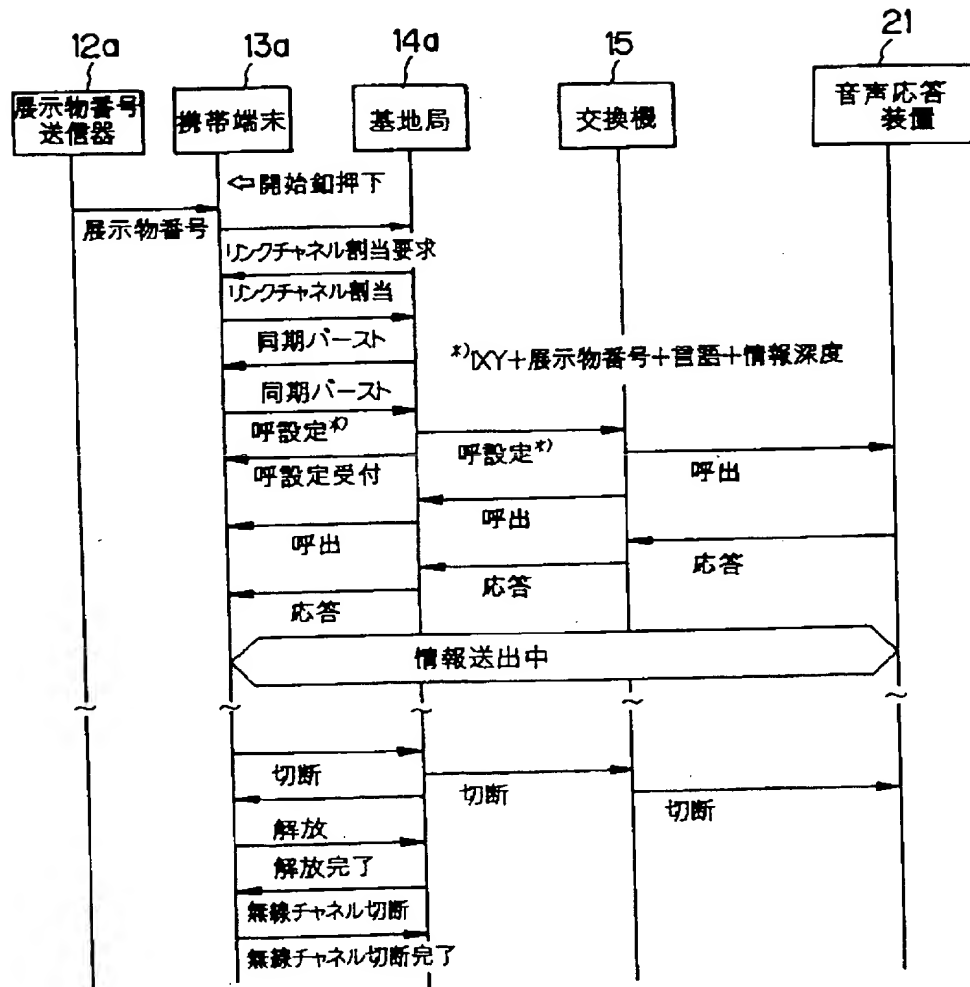 12a
13a
14a
15
21
展示物番号
送信器
携帯端末
基地局
交換機
音声応答
装置
⇦開始釦押下
展示物番号
リンクチャネル割当要求
リンクチャネル割当
同期バースト
*)IXY+展示物番号+言語+情報深度
同期バースト
呼設定*)
呼設定*)
呼出
呼設定受付
呼出
呼出
応答
応答
応答
情報送出中
切断
切断
切断
解放
解放完了
無線チャネル切断
無線チャネル切断完了